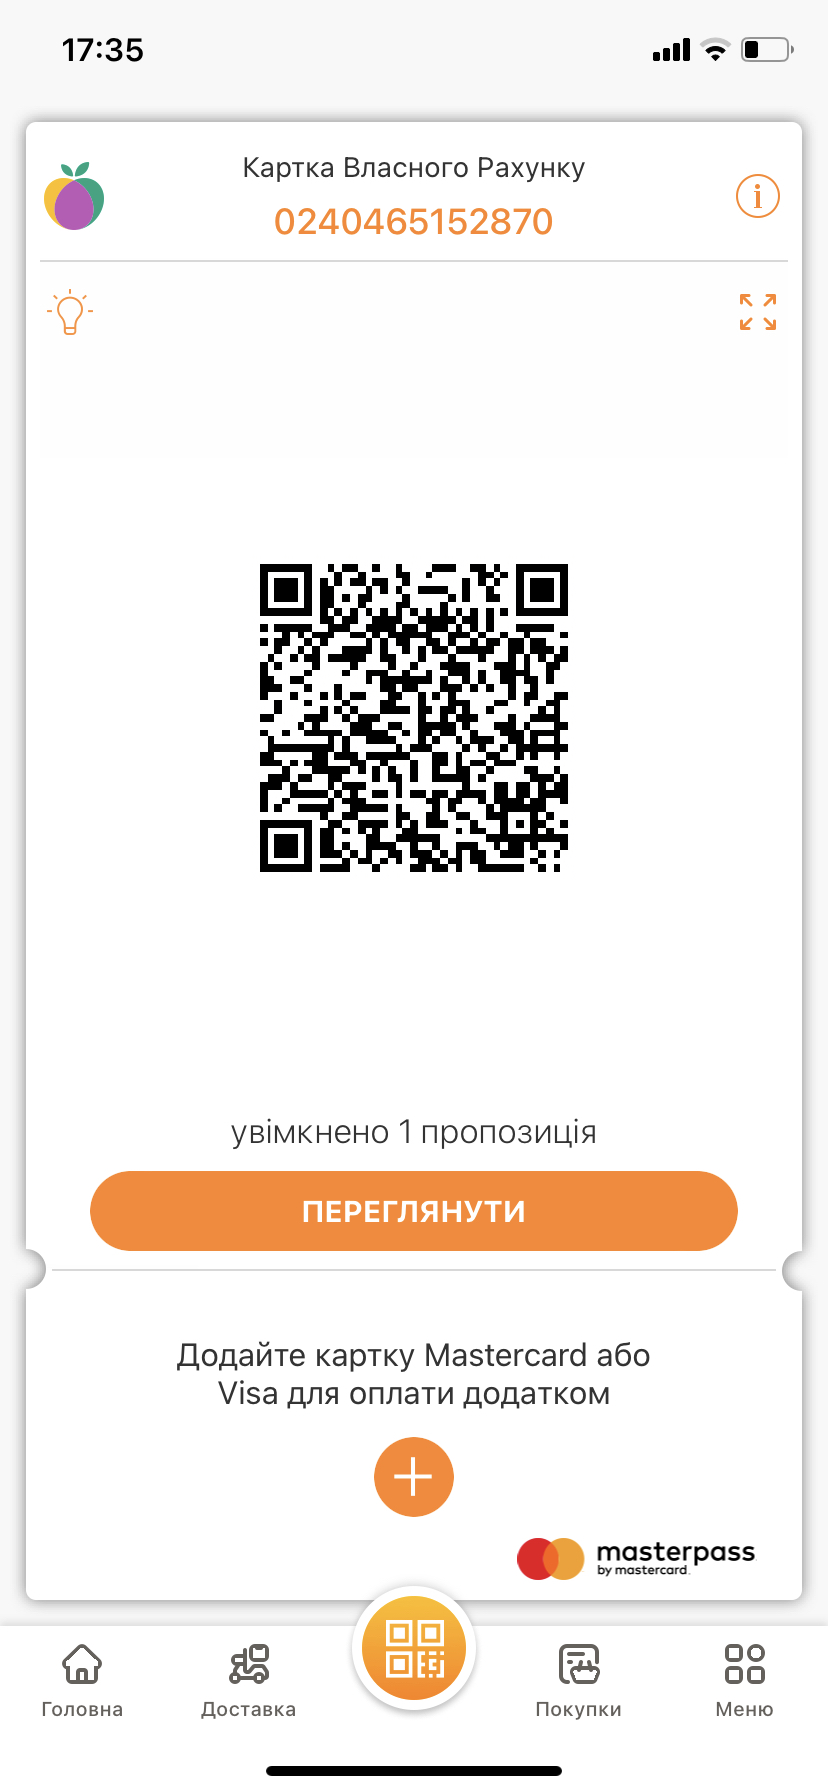 17:35
Картка Власного Рахунку
0240465152870
увімкнено 1 пропозиція
ПЕРЕГЛЯНУТИ
Додайте картку Mastercard або
Visa для оплати додатком
masterpass
by mastercard.
Головна
Доставка
Покупки
Меню